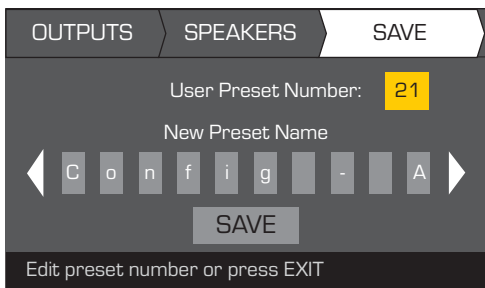 OUTPUTS SPEAKERS SAVE
User Preset Number: 21
New Preset Name
C o n f i g - A
SAVE
Edit preset number or press EXIT